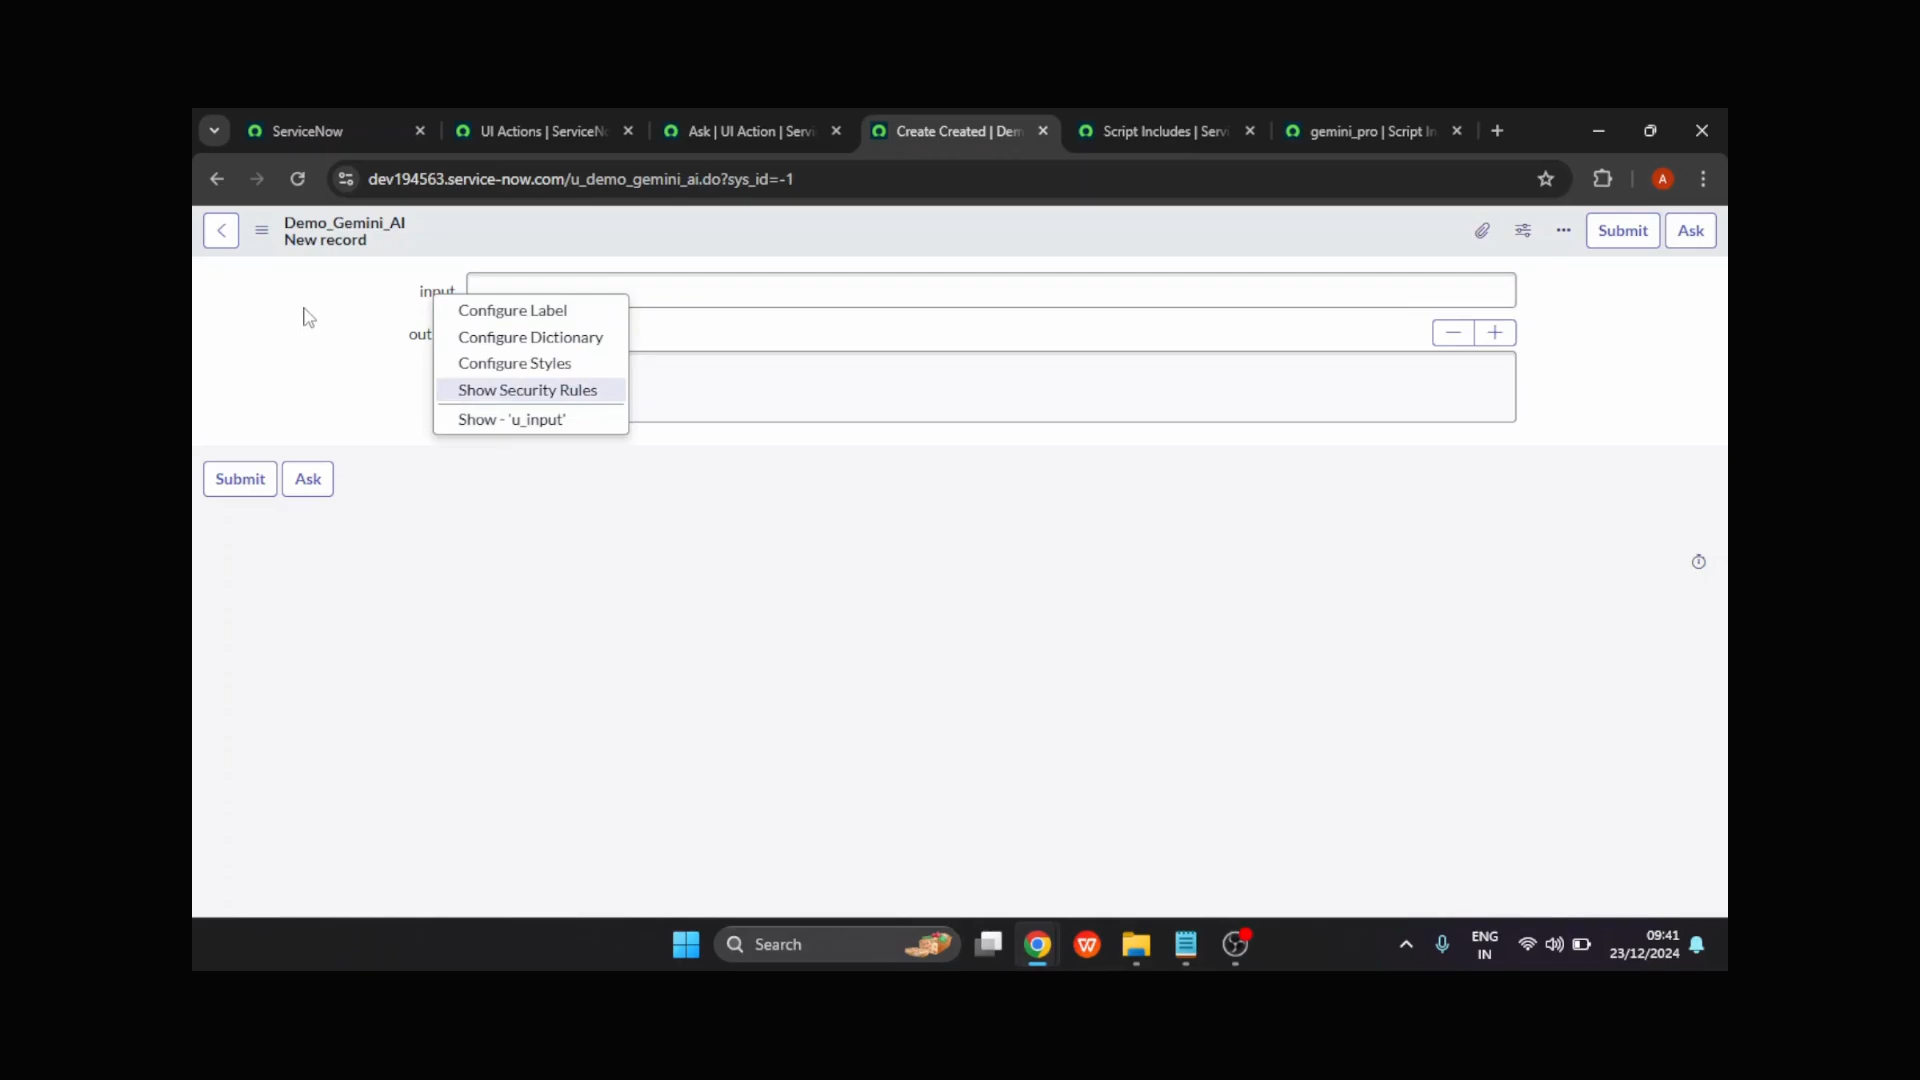 ServiceNow
UI Actions | ServiceN
Ask | UI Action | Servi
Create Created | Dem
Script Includes | Serv
gemini_pro | Script In
dev194563.service-now.com/u_demo_gemini_ai.do?sys_id=-1
A
Demo_Gemini_AI
New record
Submit
Ask
input
out
Configure Label
Configure Dictionary
Configure Styles
Show Security Rules
Show - 'u_input'
Submit
Ask
Search
ENG
IN
09:41
23/12/2024